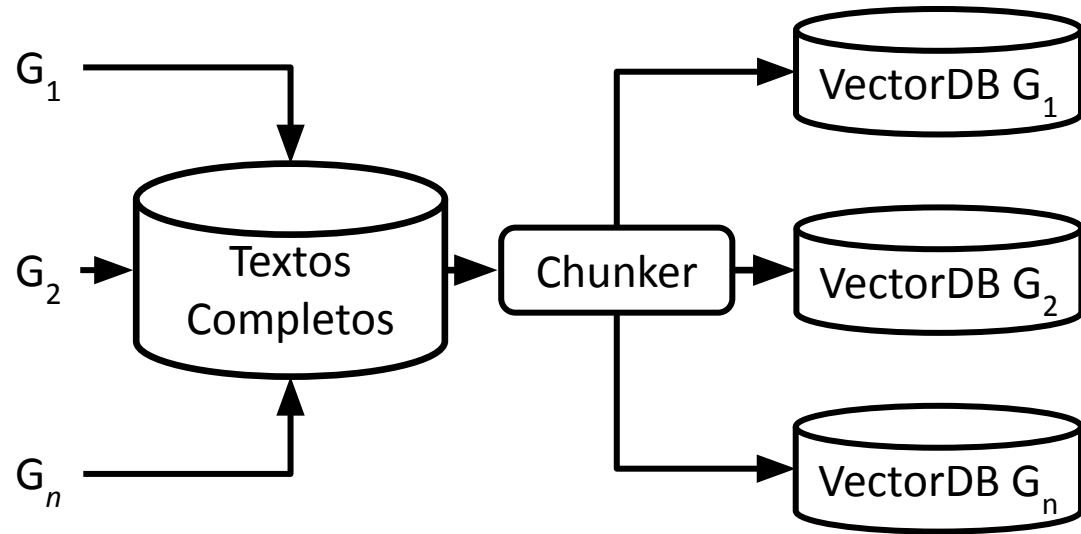 G₁
G₂
Gₙ
Textos
Completos
Chunker
VectorDB G₁
VectorDB G₂
VectorDB Gₙ